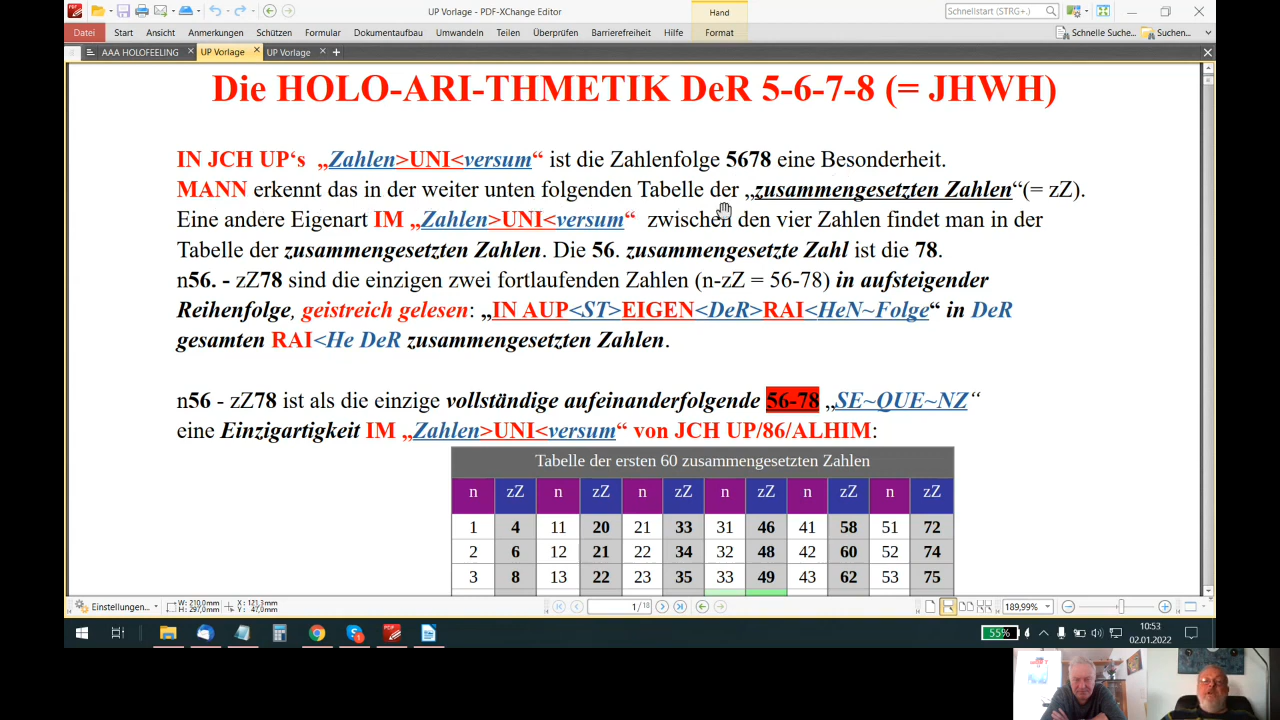 UP Vorlage - PDF-XChange Editor
Hand
Schnellstart (STRG+.)
Datei Start Ansicht Anmerkungen Schützen Formular Dokumentaufbau Umwandeln Teilen Überprüfen Barrierefreiheit Hilfe Format Schnelle Suche... Suchen...
AAA HOLOFEELING UP Vorlage UP Vorlage
Die HOLO-ARI-THMETIK DeR 5-6-7-8 (= JHWH)
IN JCH UP‘s „Zahlen>UNI<versum“ ist die Zahlenfolge 5678 eine Besonderheit.
MANN erkennt das in der weiter unten folgenden Tabelle der „zusammengesetzten Zahlen“(= zZ).
Eine andere Eigenart IM „Zahlen>UNI<versum“ zwischen den vier Zahlen findet man in der
Tabelle der zusammengesetzten Zahlen. Die 56. zusammengesetzte Zahl ist die 78.
n56. - zZ78 sind die einzigen zwei fortlaufenden Zahlen (n-zZ = 56-78) in aufsteigender
Reihenfolge, geistreich gelesen: „IN AUP<ST>EIGEN<DeR>RAI<HeN~Folge“ in DeR
gesamten RAI<He DeR zusammengesetzten Zahlen.
n56 - zZ78 ist als die einzige vollständige aufeinanderfolgende 56-78 „SE~QUE~NZ“
eine Einzigartigkeit IM „Zahlen>UNI<versum“ von JCH UP/86/ALHIM:
Tabelle der ersten 60 zusammengesetzten Zahlen
n zZ n zZ n zZ n zZ n zZ n zZ
1 4 11 20 21 33 31 46 41 58 51 72
2 6 12 21 22 34 32 48 42 60 52 74
3 8 13 22 23 35 33 49 43 62 53 75
Einstellungen... W: 210,0mm X: 121,3mm 1/18 189,99%
H: 297,0mm Y: 47,0mm
55% 10:53
02.01.2022